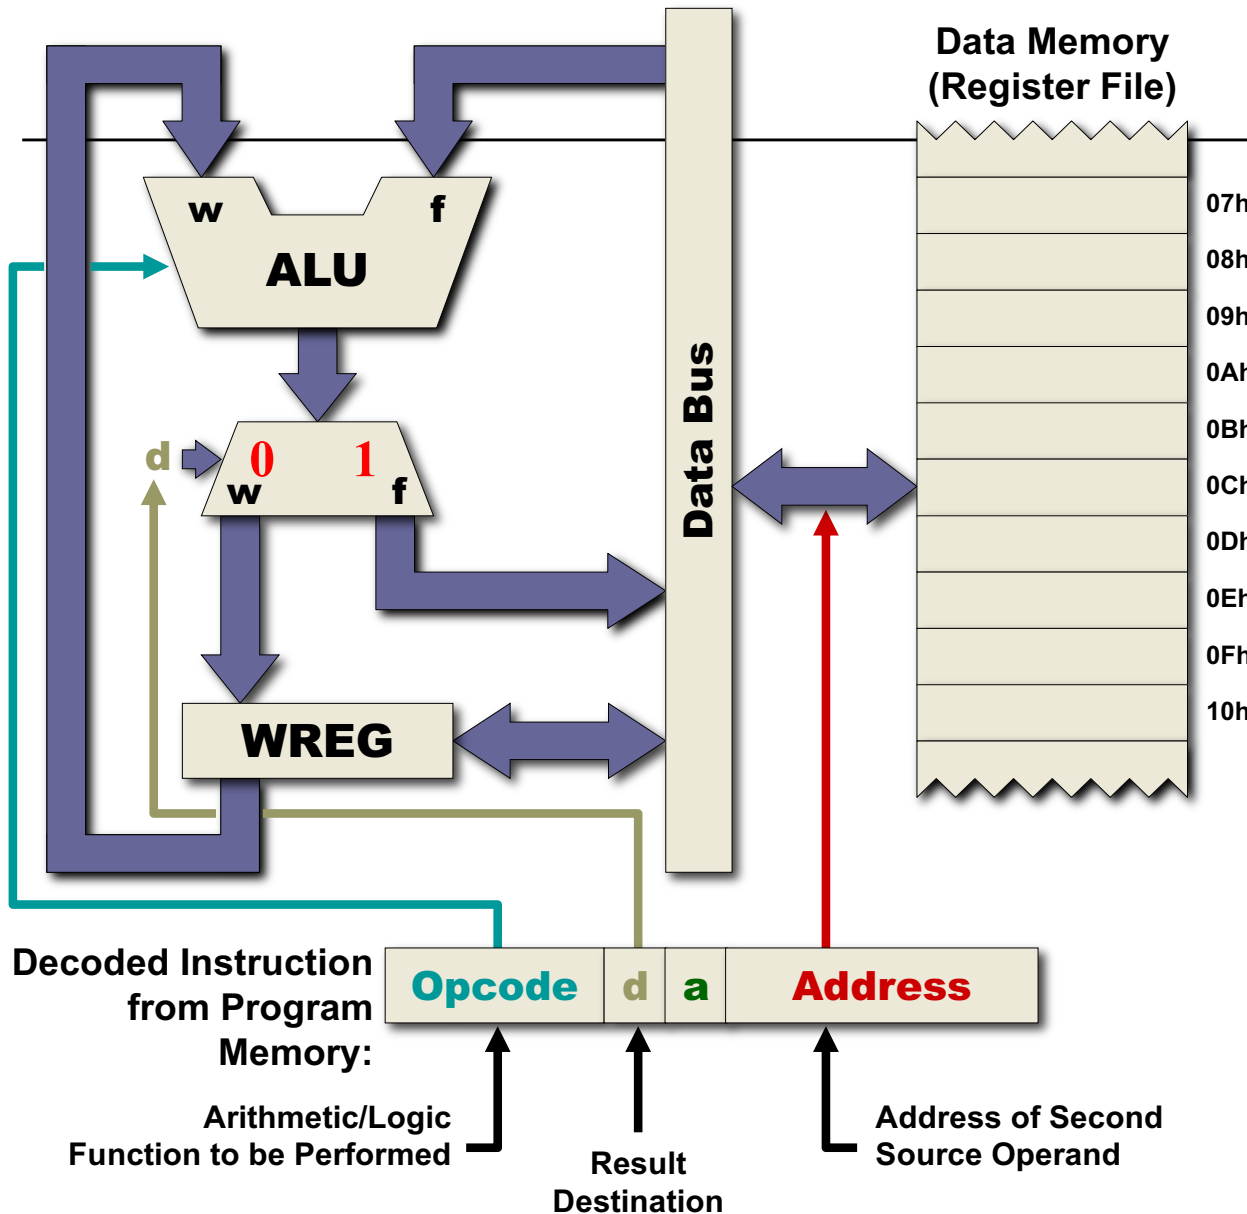 Data Memory
(Register File)
w
f
ALU
07h
08h
09h
0Ah
0Bh
0Ch
0Dh
0Eh
0Fh
10h
d
0
1
w
f
Data Bus
WREG
Decoded Instruction
from Program
Memory:
Opcode
d
a
Address
Arithmetic/Logic
Function to be Performed
Result
Destination
Address of Second
Source Operand